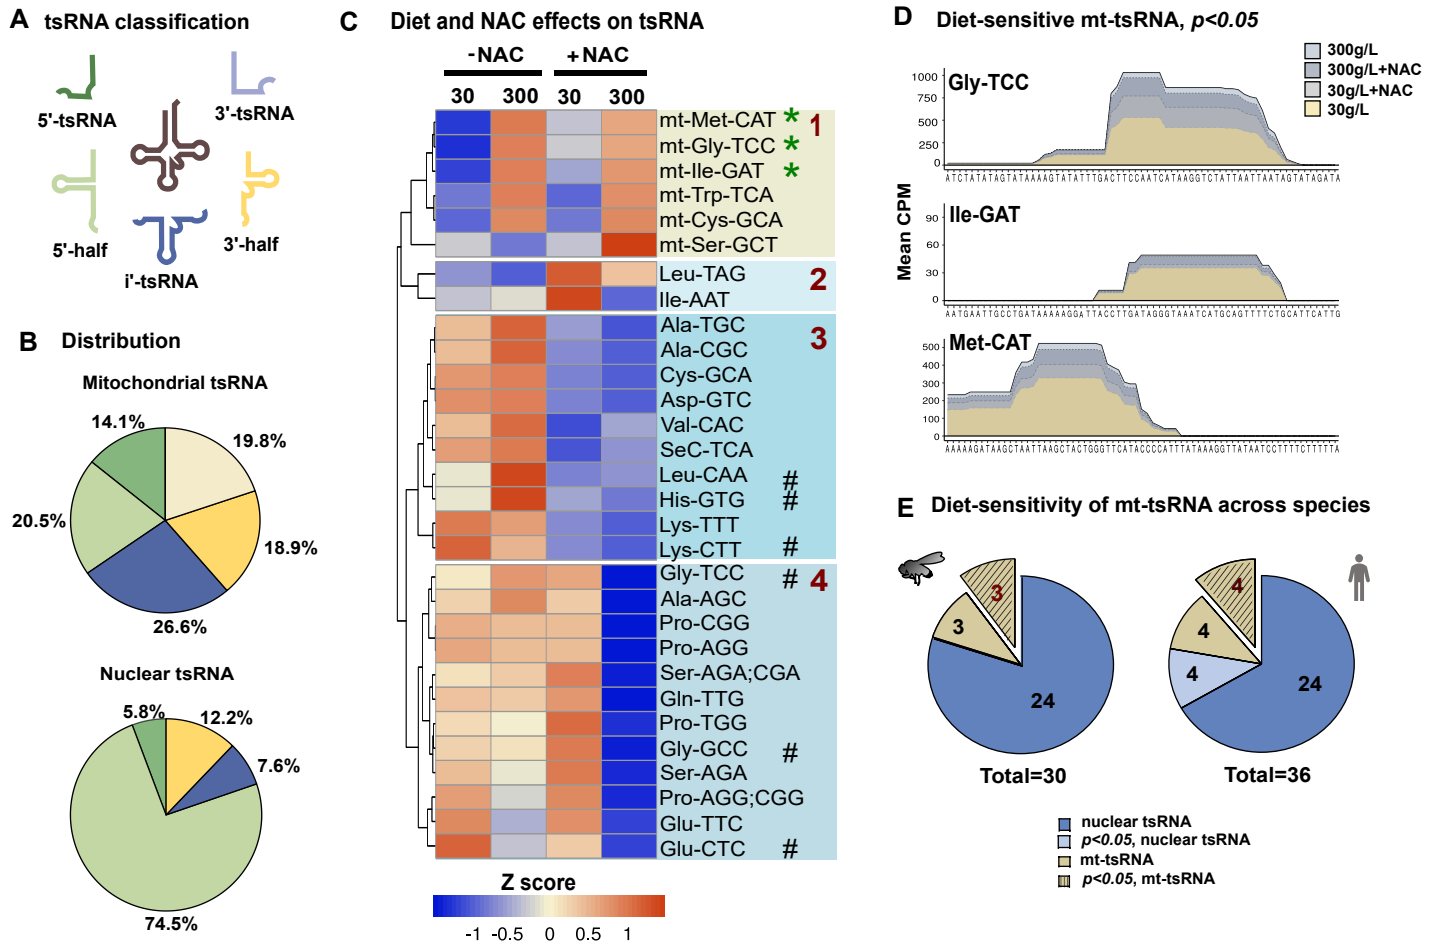 A tsRNA classification
5'-tsRNA
3'-tsRNA
5'-half
i'-tsRNA
3'-half
B Distribution
Mitochondrial tsRNA
14.1%
19.8%
20.5%
18.9%
26.6%
Nuclear tsRNA
5.8%
12.2%
7.6%
74.5%
C Diet and NAC effects on tsRNA
-NAC +NAC
30 300 30 300
mt-Met-CAT * 1
mt-Gly-TCC *
mt-Ile-GAT *
mt-Trp-TCA
mt-Cys-GCA
mt-Ser-GCT
Leu-TAG 2
Ile-AAT
Ala-TGC 3
Ala-CGC
Cys-GCA
Asp-GTC
Val-CAC
SeC-TCA
Leu-CAA #
His-GTG #
Lys-TTT
Lys-CTT #
Gly-TCC # 4
Ala-AGC
Pro-CGG
Pro-AGG
Ser-AGA;CGA
Gln-TTG
Pro-TGG
Gly-GCC #
Ser-AGA
Pro-AGG;CGG
Glu-TTC
Glu-CTC #
Z score
-1 -0.5 0 0.5 1
D Diet-sensitive mt-tsRNA, p<0.05
300g/L
300g/L+NAC
30g/L+NAC
30g/L
Mean CPM
Gly-TCC
1000
750
500
250
0
ATCTATATAGTATAAAAGTATATTTGACTTCCAATCATAAGGTCTATTAATTAATAGTATAGATA
Ile-GAT
90
60
30
0
AATGAATTGCCTGATAAAAAGGATTACCTTGATAGGGTAAATCATGCAGTTTTCTGCATTCATTG
Met-CAT
500
400
300
200
100
0
AAAAAGATAAGCTAATTAAGCTACTGGGTTCATACCCCATTTATAAAGGTTATAATCCTTTTCTTTTTA
E Diet-sensitivity of mt-tsRNA across species
3
3
24
Total=30
4
4
4
24
Total=36
nuclear tsRNA
p<0.05, nuclear tsRNA
mt-tsRNA
p<0.05, mt-tsRNA